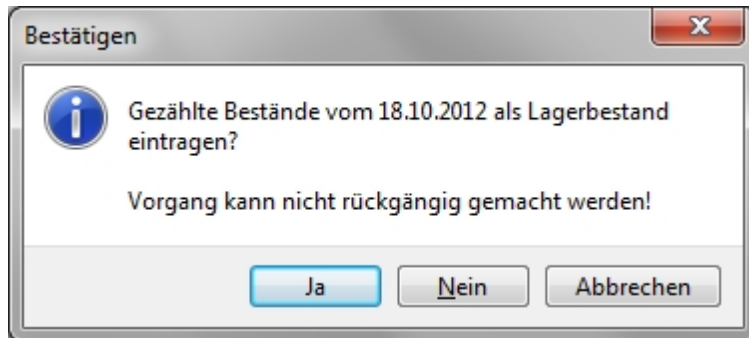 Bestätigen
Gezählte Bestände vom 18.10.2012 als Lagerbestand
eintragen?
Vorgang kann nicht rückgängig gemacht werden!
Ja Nein Abbrechen